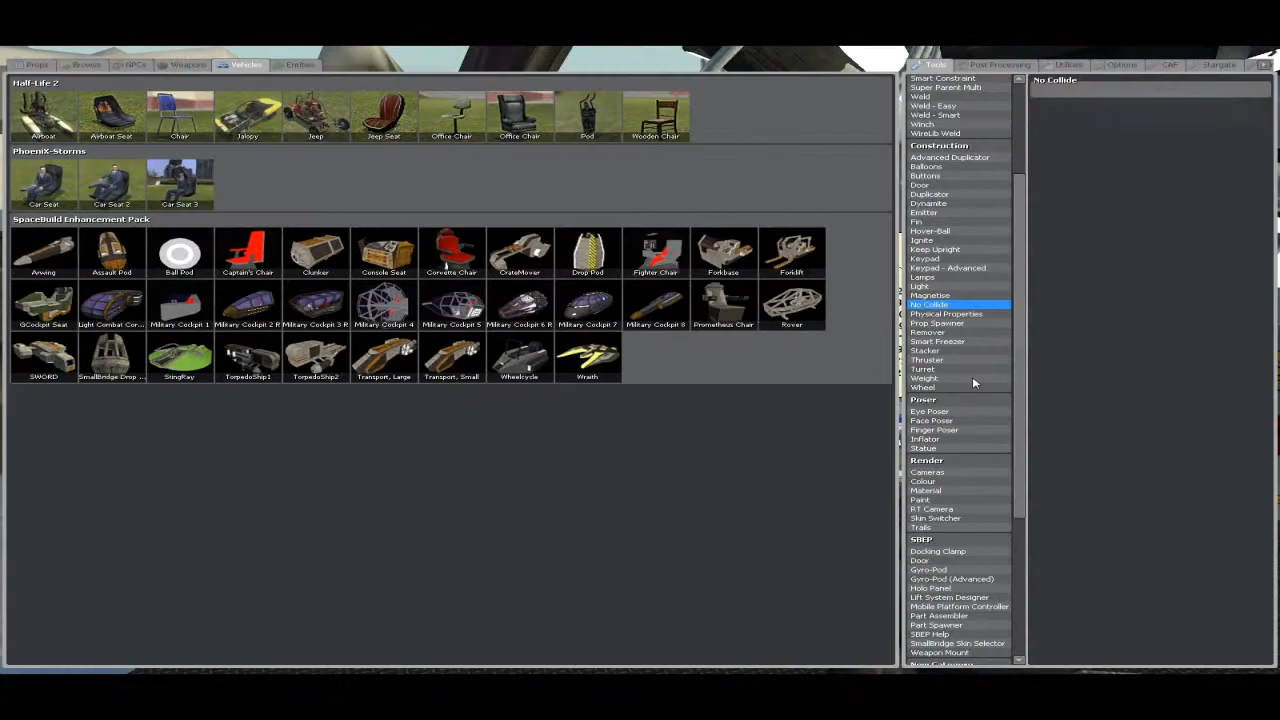 Props Browse NPCs Weapons Vehicles Entities
Half-Life 2
Airboat Airboat Seat Chair Jalopy Jeep Jeep Seat Office Chair Office Chair Pod Wooden Chair
PhoeniX-Storms
Car Seat Car Seat 2 Car Seat 3
SpaceBuild Enhancement Pack
Arwing Assault Pod Ball Pod Captain's Chair Clunker Console Seat Corvette Chair CrateMover Drop Pod Fighter Chair Forkbase Forklift
GCockpit Seat Light Combat Cor... Military Cockpit 1 Military Cockpit 2 R Military Cockpit 3 R Military Cockpit 4 Military Cockpit 5 Military Cockpit 6 R Military Cockpit 7 Military Cockpit 8 Prometheus Chair Rover
SWORD SmallBridge Drop ... StingRay TorpedoShip1 TorpedoShip2 Transport, Large Transport, Small Wheelcycle Wraith
Tools Post Processing Utilities Options CAF Stargate
Smart Constraint
Super Parent Multi
Weld
Weld - Easy
Weld - Smart
Winch
WireLib Weld
Construction
Advanced Duplicator
Balloons
Buttons
Door
Duplicator
Dynamite
Emitter
Fin
Hover-Ball
Ignite
Keep Upright
Keypad
Keypad - Advanced
Lamps
Light
Magnetise
No Collide
Physical Properties
Prop Spawner
Remover
Smart Freezer
Stacker
Thruster
Turret
Weight
Wheel
Poser
Eye Poser
Face Poser
Finger Poser
Inflator
Statue
Render
Cameras
Colour
Material
Paint
RT Camera
Skin Switcher
Trails
SBEP
Docking Clamp
Door
Gyro-Pod
Gyro-Pod (Advanced)
Holo Panel
Lift System Designer
Mobile Platform Controller
Part Assembler
Part Spawner
SBEP Help
SmallBridge Skin Selector
Weapon Mount
No Collide